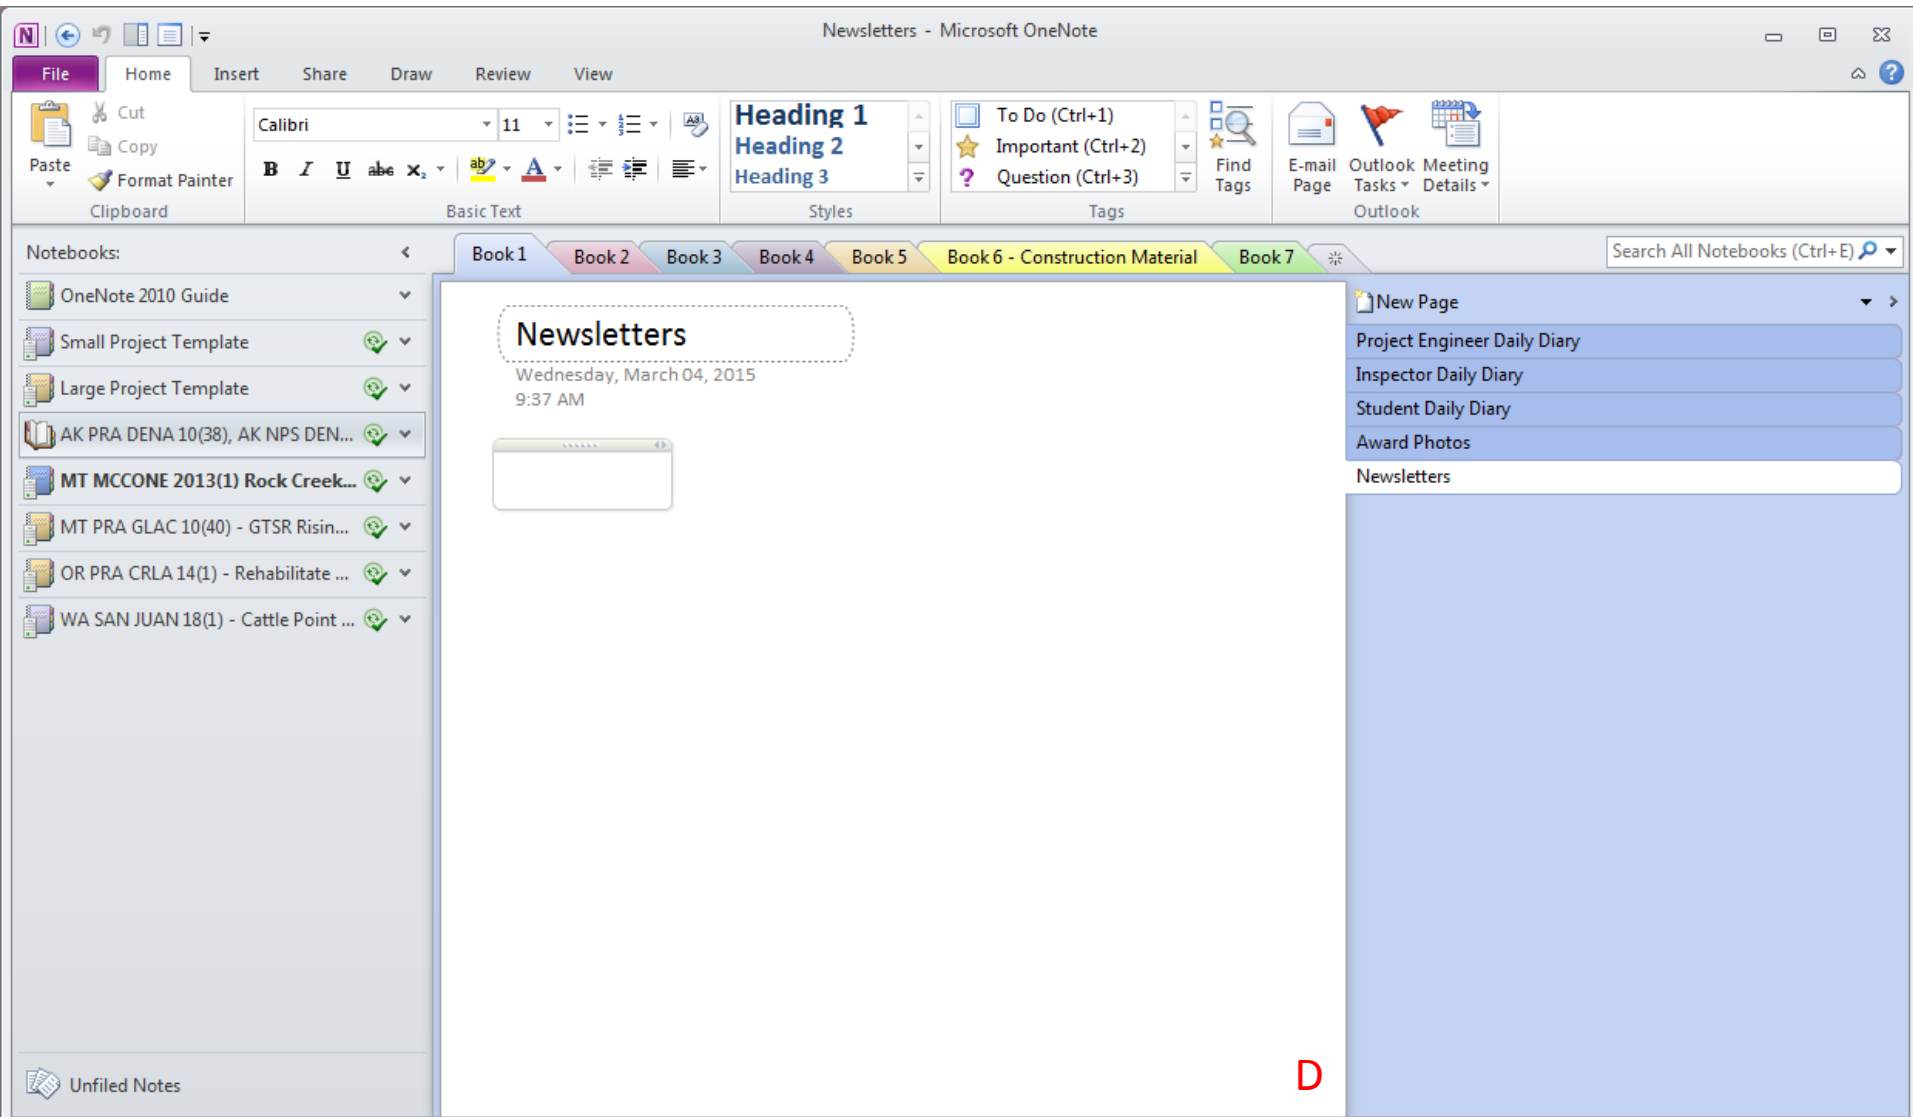 Newsletters - Microsoft OneNote
File Home Insert Share Draw Review View
Paste
Cut
Copy
Format Painter
Clipboard
Calibri 11
B I U abc x₂ ab A
Basic Text
Heading 1
Heading 2
Heading 3
Styles
To Do (Ctrl+1)
Important (Ctrl+2)
Question (Ctrl+3)
Tags
Find
Tags
E-mail
Page
Outlook
Tasks
Meeting
Details
Outlook
Notebooks:
OneNote 2010 Guide
Small Project Template
Large Project Template
AK PRA DENA 10(38), AK NPS DEN...
MT MCCONE 2013(1) Rock Creek...
MT PRA GLAC 10(40) - GTSR Risin...
OR PRA CRLA 14(1) - Rehabilitate ...
WA SAN JUAN 18(1) - Cattle Point ...
Unfiled Notes
Book 1 Book 2 Book 3 Book 4 Book 5 Book 6 - Construction Material Book 7
Search All Notebooks (Ctrl+E)
Newsletters
Wednesday, March 04, 2015
9:37 AM
D
New Page
Project Engineer Daily Diary
Inspector Daily Diary
Student Daily Diary
Award Photos
Newsletters